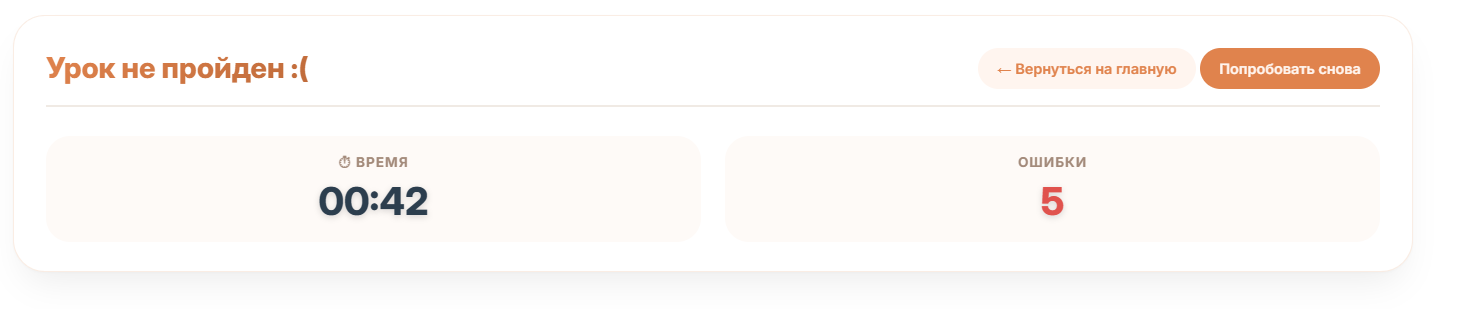 Урок не пройден :(
← Вернуться на главную
Попробовать снова
⏱ ВРЕМЯ
00:42
ОШИБКИ
5